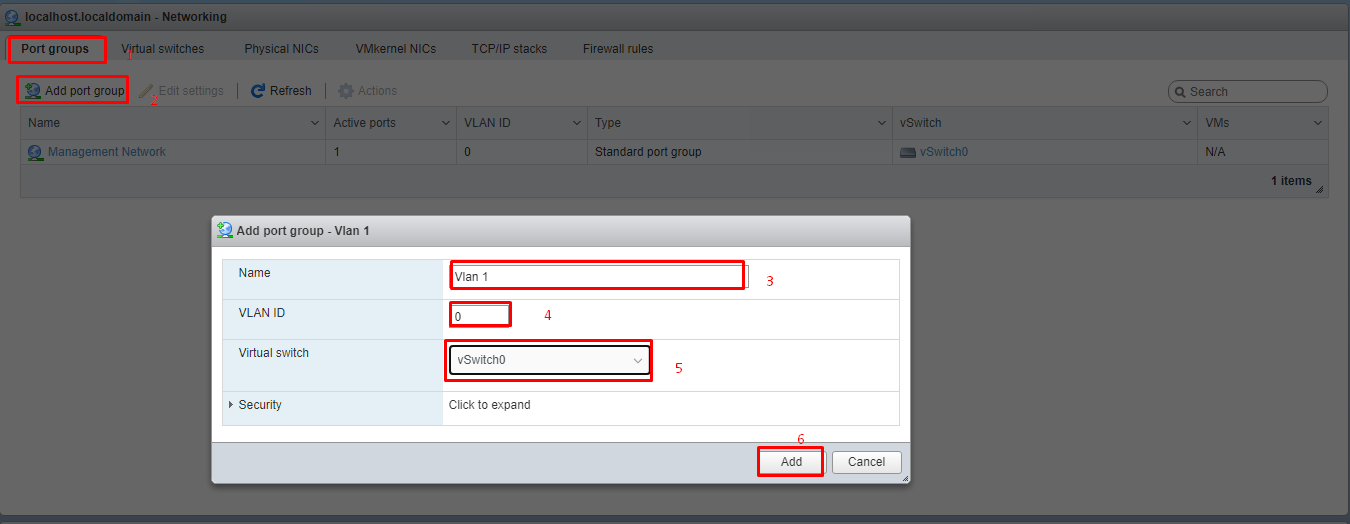 localhost.localdomain - Networking
Port groups Virtual switches Physical NICs VMkernel NICs TCP/IP stacks Firewall rules
1
Add port group Edit settings Refresh Actions Search
2
Name Active ports VLAN ID Type vSwitch VMs
Management Network 1 0 Standard port group vSwitch0 N/A
1 items
Add port group - Vlan 1
Name Vlan 1 3
VLAN ID 0 4
Virtual switch vSwitch0 5
Security Click to expand
6
Add Cancel